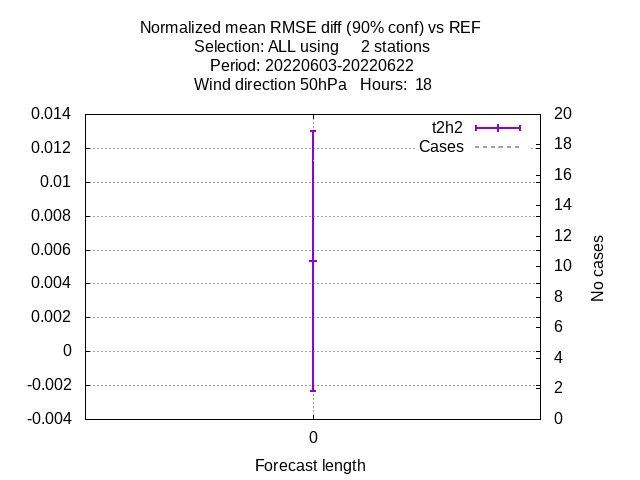 Normalized mean RMSE diff (90% conf) vs REF
Selection: ALL using     2 stations
Period: 20220603-20220622
Wind direction 50hPa   Hours:  18
0.014
0.012
0.01
0.008
0.006
0.004
0.002
0
-0.002
-0.004
t2h2
Cases
20
18
16
14
12
10
8
6
4
2
0
No cases
0
Forecast length